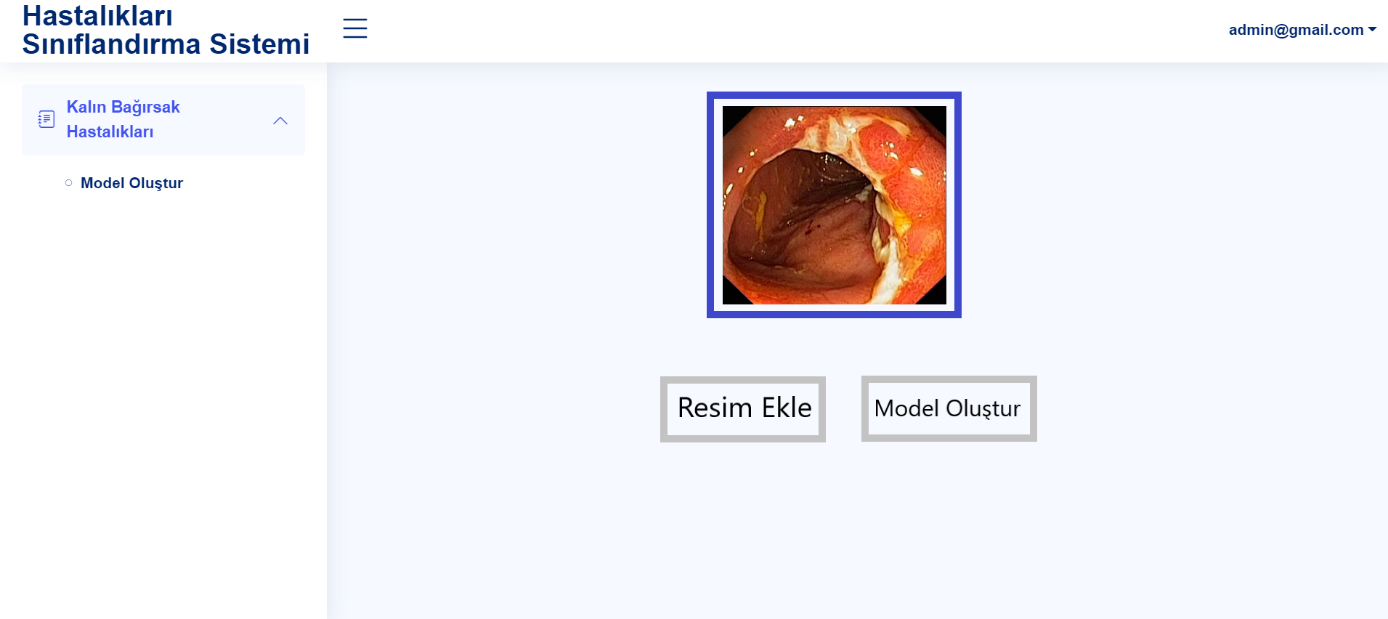 Hastalıkları
Sınıflandırma Sistemi
admin@gmail.com
Kalın Bağırsak
Hastalıkları
Model Oluştur
Resim Ekle
Model Oluştur